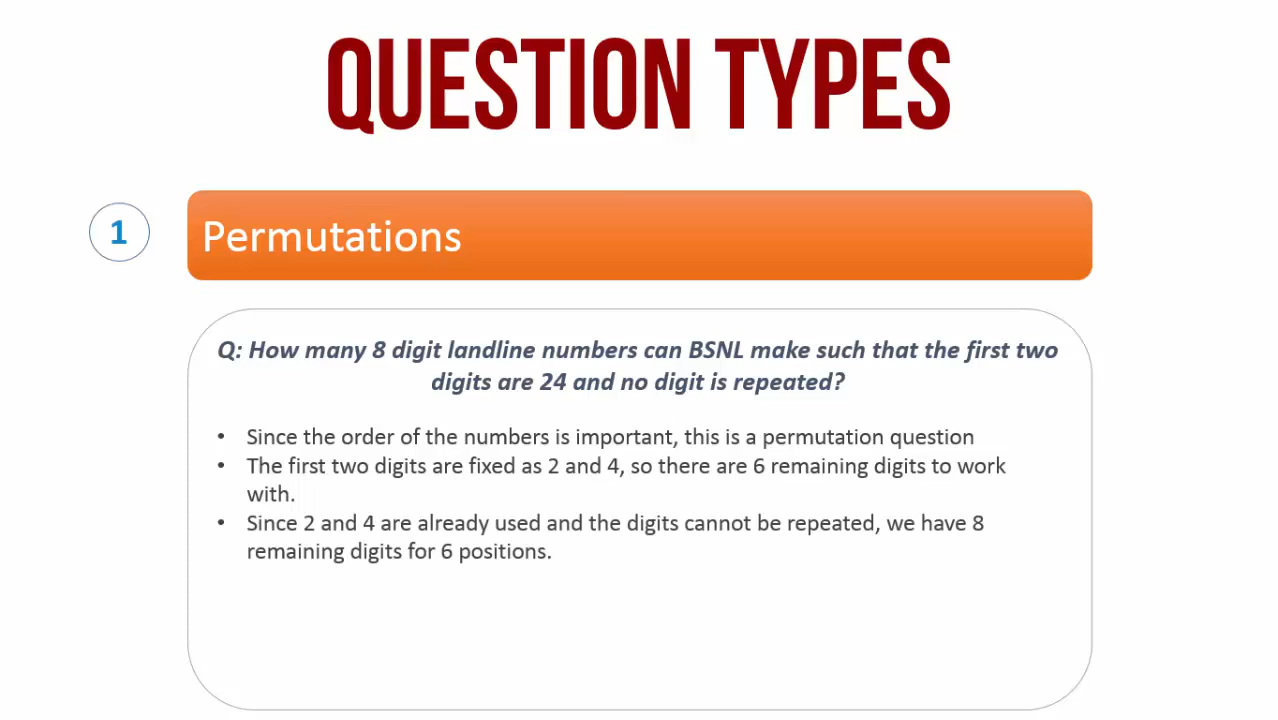 QUESTION TYPES
1
Permutations
Q: How many 8 digit landline numbers can BSNL make such that the first two
digits are 24 and no digit is repeated?
• Since the order of the numbers is important, this is a permutation question
• The first two digits are fixed as 2 and 4, so there are 6 remaining digits to work
with.
• Since 2 and 4 are already used and the digits cannot be repeated, we have 8
remaining digits for 6 positions.